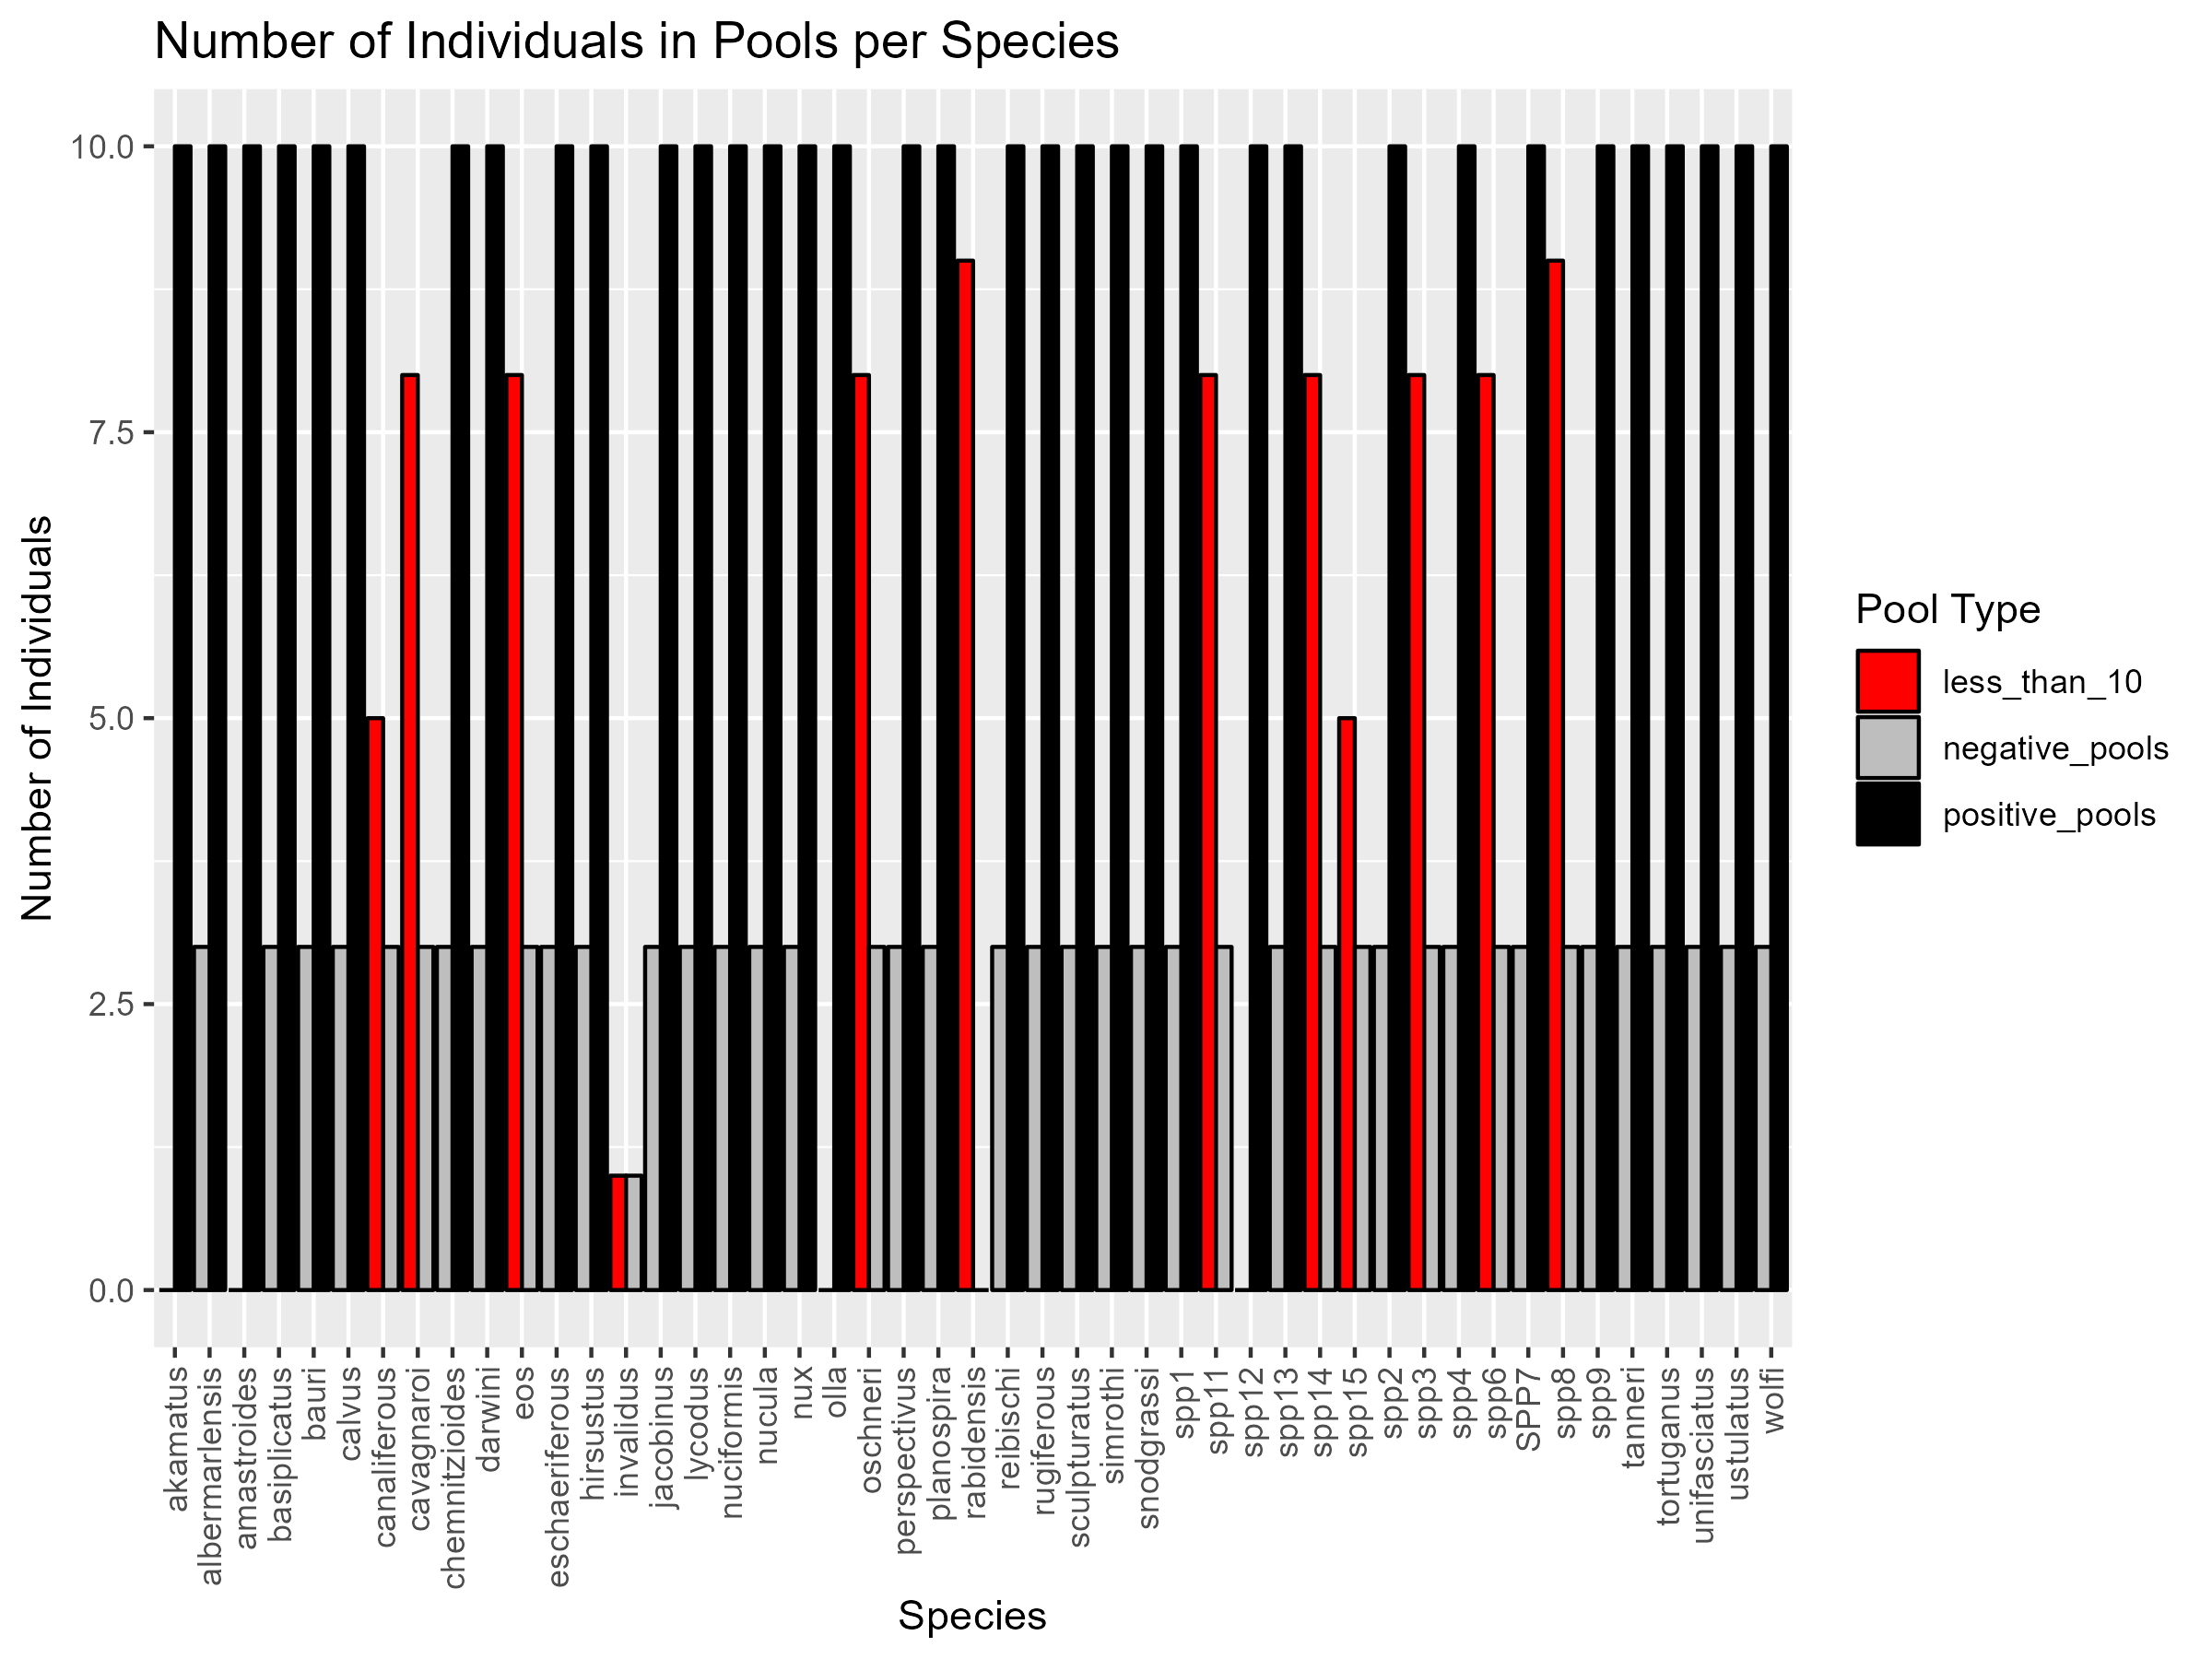 Number of Individuals in Pools per Species
Number of Individuals
10.0
7.5
5.0
2.5
0.0
akamatus
albermarlensis
amastroides
basiplicatus
bauri
calvus
canaliferous
cavagnaroi
chemnitzioides
darwini
eos
eschaeriferous
hirsustus
invalidus
jacobinus
lycodus
nuciformis
nucula
nux
olla
oschneri
perspectivus
planospira
rabidensis
reibischi
rugiferous
sculpturatus
simrothi
snodgrassi
spp1
spp11
spp12
spp13
spp14
spp15
spp2
spp3
spp4
spp6
SPP7
spp8
spp9
tanneri
tortuganus
unifasciatus
ustulatus
wolfii
Species
Pool Type
less_than_10
negative_pools
positive_pools